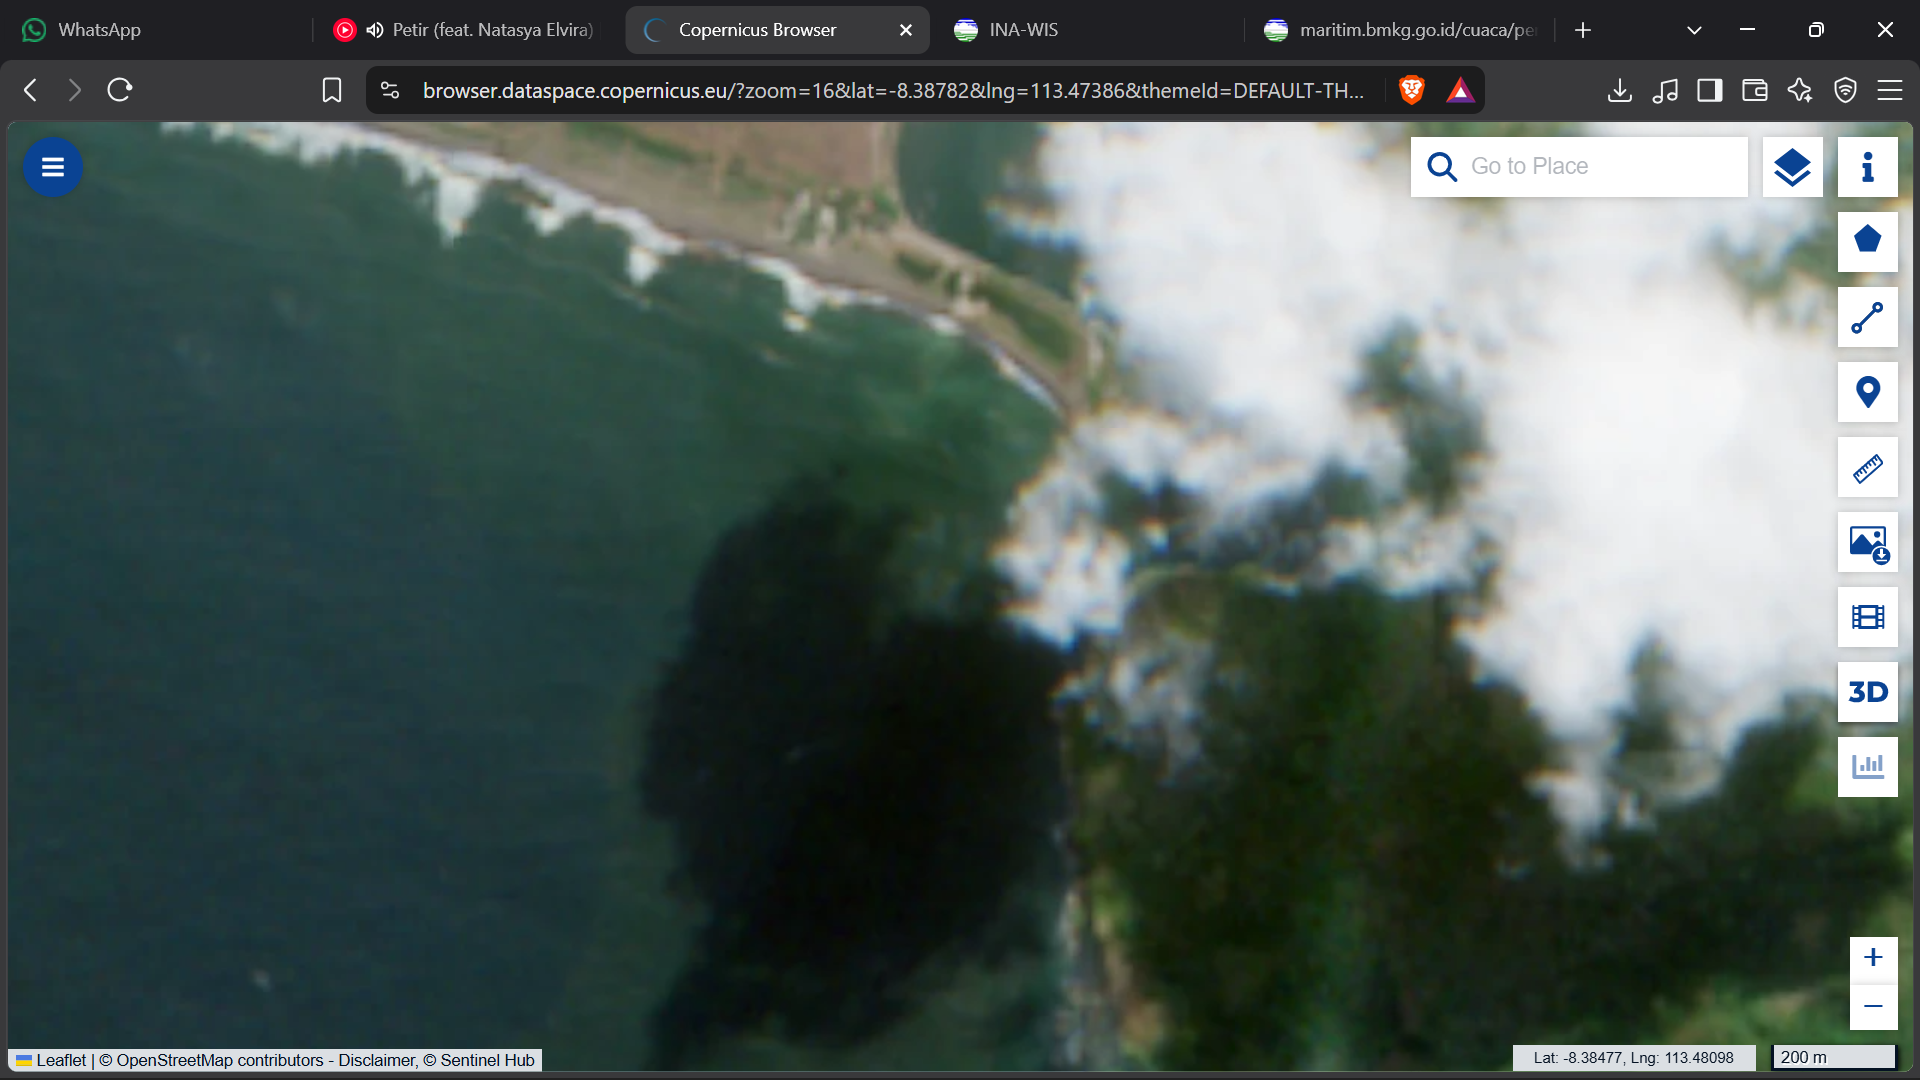 WhatsApp
Petir (feat. Natasya Elvira)
Copernicus Browser
INA-WIS
maritim.bmkg.go.id/cuaca/pe
browser.dataspace.copernicus.eu/?zoom=16&lat=-8.38782&lng=113.47386&themeId=DEFAULT-TH...
Go to Place
3D
+
−
Leaflet | © OpenStreetMap contributors - Disclaimer, © Sentinel Hub
Lat: -8.38477, Lng: 113.48098
200 m